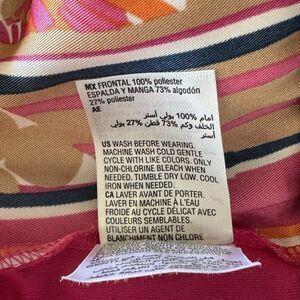 MX FRONTAL 100% poliester
ESPALDA Y MANGA 73% algodón
27% poliester
AE
امام 100% بولي أستر
الخلف وكم 73% قطن 27% بولي
أستر
US WASH BEFORE WEARING.
MACHINE WASH COLD GENTLE
CYCLE WITH LIKE COLORS. ONLY
NON-CHLORINE BLEACH WHEN
NEEDED. TUMBLE DRY LOW. COOL
IRON WHEN NEEDED.
CA LAVER AVANT DE PORTER.
LAVER EN MACHINE À L'EAU
FROIDE AU CYCLE DÉLICAT AVEC
COULEURS SEMBLABLES.
UTILISER UN AGENT DE
BLANCHIMENT NON CHLORÉ